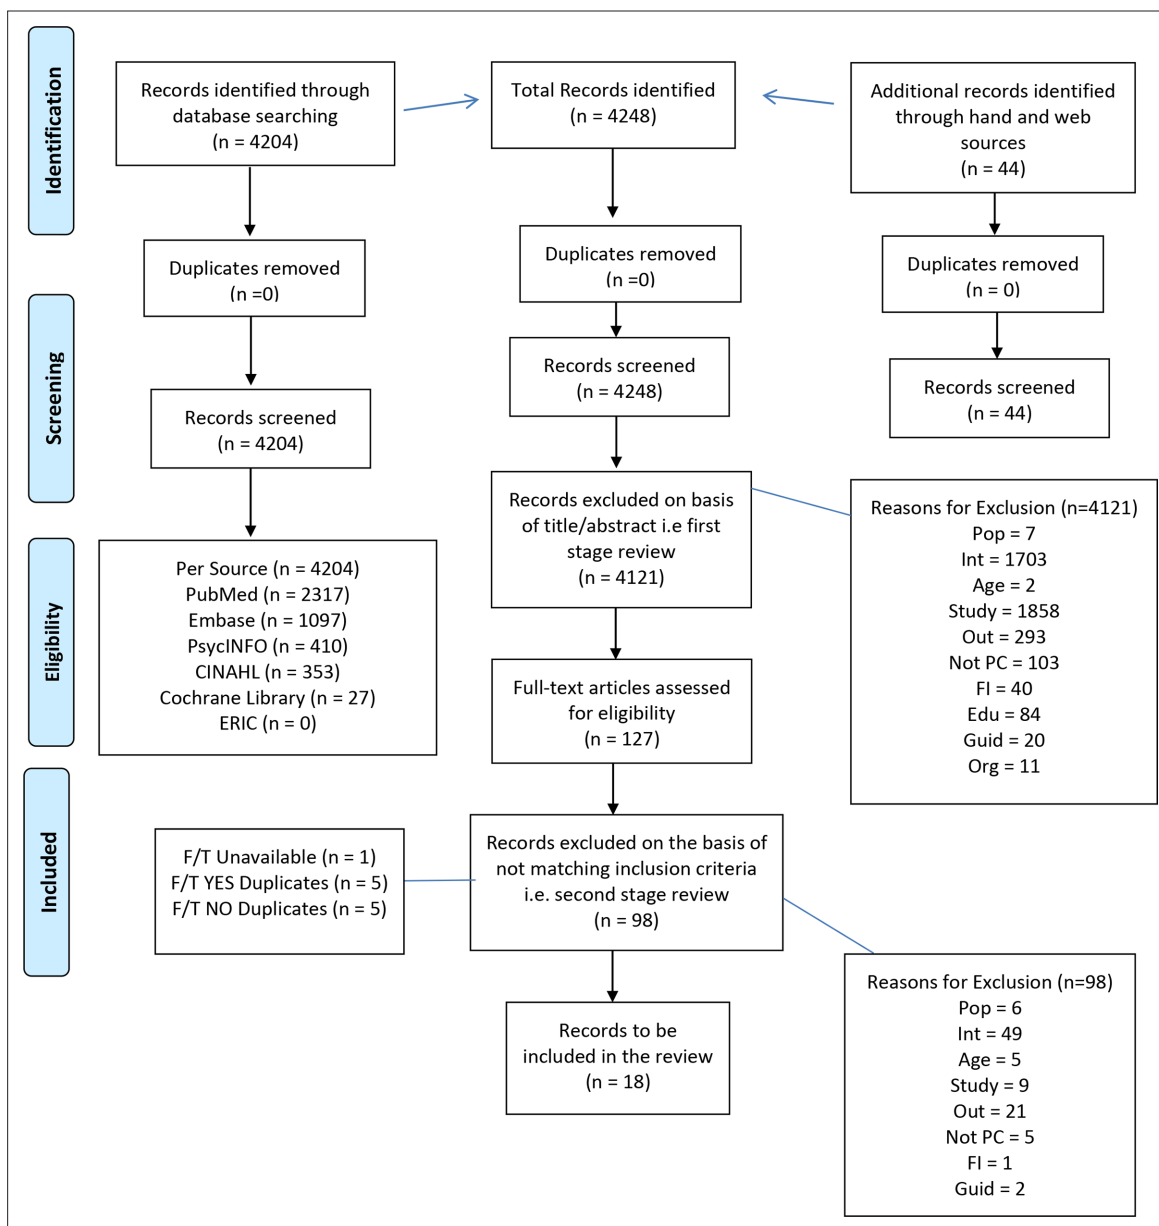 Identification
Records identified through
database searching
(n = 4204)
Total Records identified
(n = 4248)
Additional records identified
through hand and web
sources
(n = 44)
Duplicates removed
(n =0)
Duplicates removed
(n =0)
Duplicates removed
(n = 0)
Screening
Records screened
(n = 4204)
Records screened
(n = 4248)
Records screened
(n = 44)
Records excluded on basis
of title/abstract i.e first
stage review
(n = 4121)
Reasons for Exclusion (n=4121)
Pop = 7
Int = 1703
Age = 2
Study = 1858
Out = 293
Not PC = 103
FI = 40
Edu = 84
Guid = 20
Org = 11
Eligibility
Per Source (n = 4204)
PubMed (n = 2317)
Embase (n = 1097)
PsycINFO (n = 410)
CINAHL (n = 353)
Cochrane Library (n = 27)
ERIC (n = 0)
Full-text articles assessed
for eligibility
(n = 127)
Included
F/T Unavailable (n = 1)
F/T YES Duplicates (n = 5)
F/T NO Duplicates (n = 5)
Records excluded on the basis of
not matching inclusion criteria
i.e. second stage review
(n = 98)
Reasons for Exclusion (n=98)
Pop = 6
Int = 49
Age = 5
Study = 9
Out = 21
Not PC = 5
FI = 1
Guid = 2
Records to be
included in the review
(n = 18)